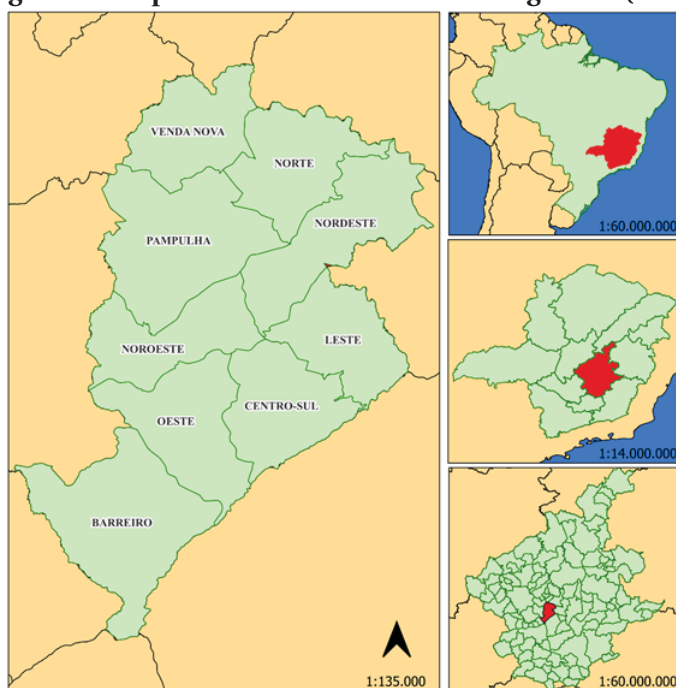 VENDA NOVA
NORTE
NORDESTE
PAMPULHA
LESTE
NOROESTE
CENTRO-SUL
OESTE
BARREIRO
1:135.000
1:60.000.000
1:14.000.000
1:60.000.000